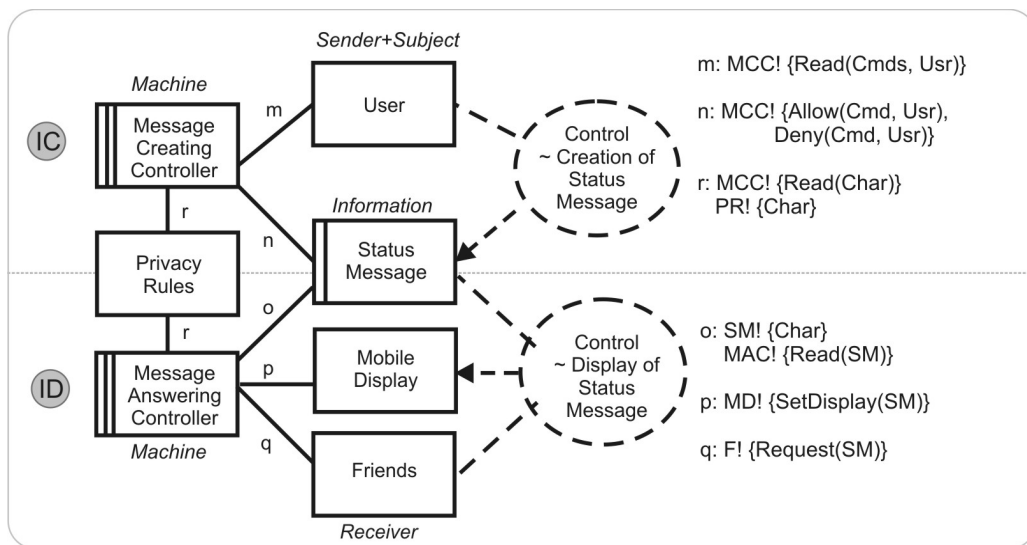 Sender+Subject
Machine
m
User
Message
Creating
Controller
IC
Control
~ Creation of
Status
Message
m: MCC! {Read(Cmds, Usr)}
n: MCC! {Allow(Cmd, Usr),
Deny(Cmd, Usr)}
r: MCC! {Read(Char)}
PR! {Char}
r
Information
n
Status
Message
Privacy
Rules
o
r
Message
Answering
Controller
ID
Machine
p
Mobile
Display
Control
~ Display of
Status
Message
o: SM! {Char}
MAC! {Read(SM)}
p: MD! {SetDisplay(SM)}
q: F! {Request(SM)}
q
Friends
Receiver